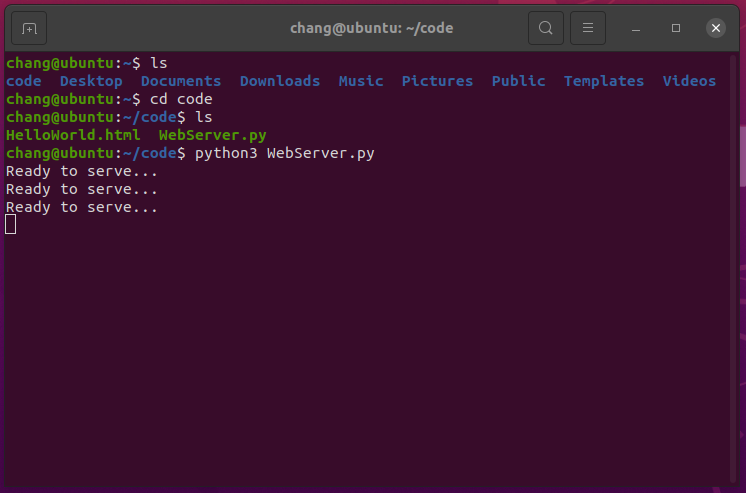 chang@ubuntu: ~/code
chang@ubuntu:~$ ls
code Desktop Documents Downloads Music Pictures Public Templates Videos
chang@ubuntu:~$ cd code
chang@ubuntu:~/code$ ls
HelloWorld.html WebServer.py
chang@ubuntu:~/code$ python3 WebServer.py
Ready to serve...
Ready to serve...
Ready to serve...